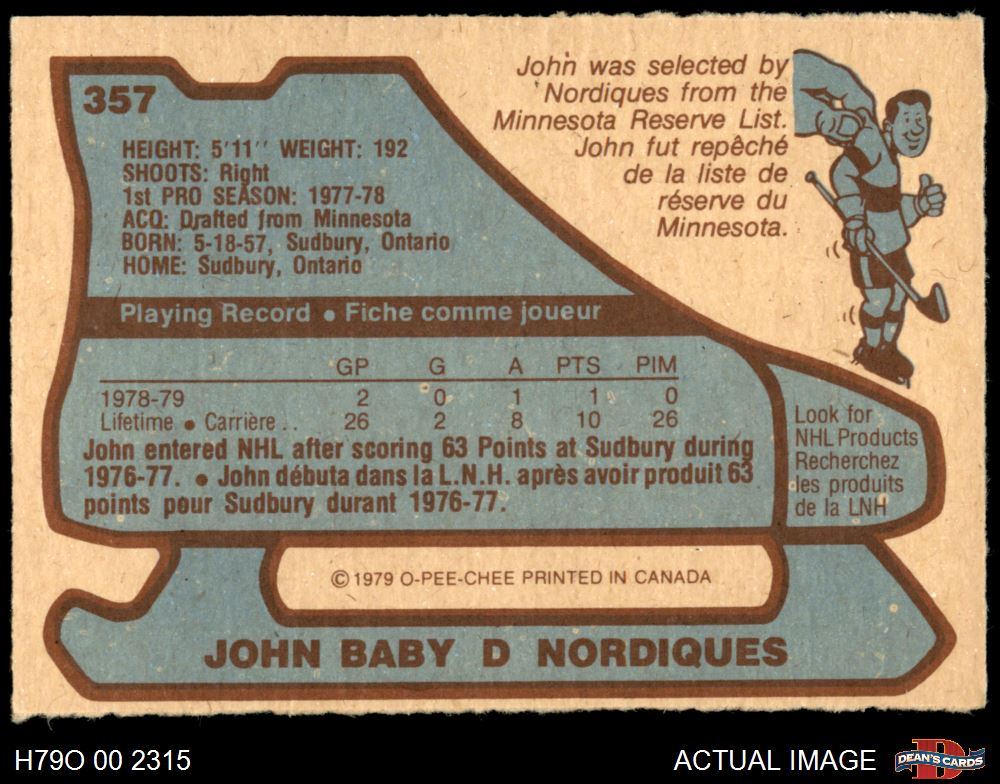 357
HEIGHT: 5'11" WEIGHT: 192
SHOOTS: Right
1st PRO SEASON: 1977-78
ACQ: Drafted from Minnesota
BORN: 5-18-57, Sudbury, Ontario
HOME: Sudbury, Ontario
John was selected by
Nordiques from the
Minnesota Reserve List.
John fut repêché
de la liste de
réserve du
Minnesota.
Playing Record • Fiche comme joueur
GP G A PTS PIM
1978-79 2 0 1 1 0
Lifetime • Carrière .. 26 2 8 10 26
John entered NHL after scoring 63 Points at Sudbury during
1976-77. • John débuta dans la L.N.H. après avoir produit 63
points pour Sudbury durant 1976-77.
Look for
NHL Products
Recherchez
les produits
de la LNH
© 1979 O-PEE-CHEE PRINTED IN CANADA
JOHN BABY D NORDIQUES
H79O 00 2315
ACTUAL IMAGE
DEAN'S CARDS